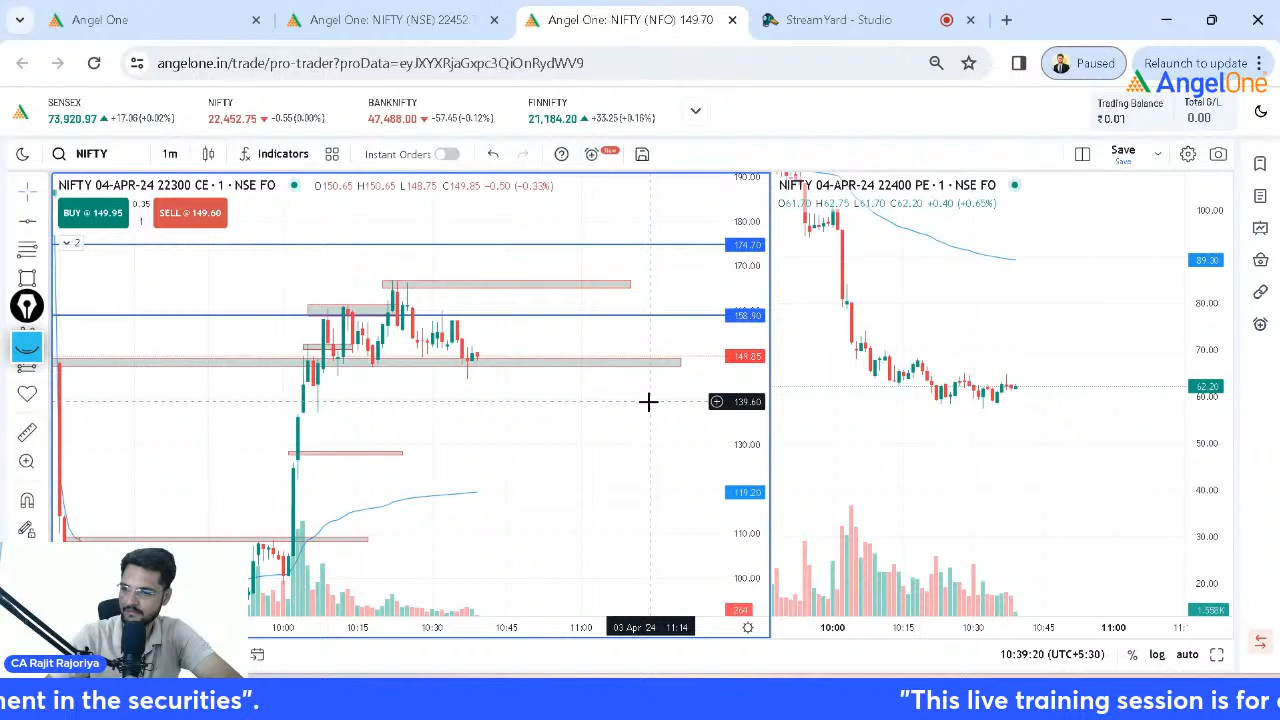 Angel One
Angel One: NIFTY (NSE) 22452.
Angel One: NIFTY (NFO) 149.70
StreamYard - Studio
angelone.in/trade/pro-trader?proData=eyJXYXRjaGxpc3QiOnRydWV9
Paused
Relaunch to update
AngelOne
SENSEX
73,920.97 +17.06(+0.02%)
NIFTY
22,452.75 -0.55(0.00%)
BANKNIFTY
47,488.00 -57.45(-0.12%)
FINNIFTY
21,184.20 +33.25(+0.16%)
Trading Balance
₹0.01
Total G/L
0.00
NIFTY
1m
Indicators
Instant Orders
New
Save
Save
NIFTY 04-APR-24 22300 CE · 1 · NSE FO
O150.65 H150.65 L148.75 C149.85 -0.50 (-0.33%)
BUY @ 149.95
0.35
SELL @ 149.60
2
190.00
180.00
174.70
170.00
158.90
149.85
139.60
130.00
119.20
110.00
100.00
264
10:00
10:15
10:30
10:45
11:00
03 Apr '24 11:14
NIFTY 04-APR-24 22400 PE · 1 · NSE FO
O61.70 H62.75 L61.70 C62.20 +0.40 (+0.65%)
100.00
89.30
80.00
70.00
62.20
60.00
50.00
40.00
30.00
20.00
1.558K
10:00
10:15
10:30
10:45
11:00
11:
10:39:20 (UTC+5:30)
%
log
auto
CA Rajit Rajoriya
ment in the securities".
"This live training session is for